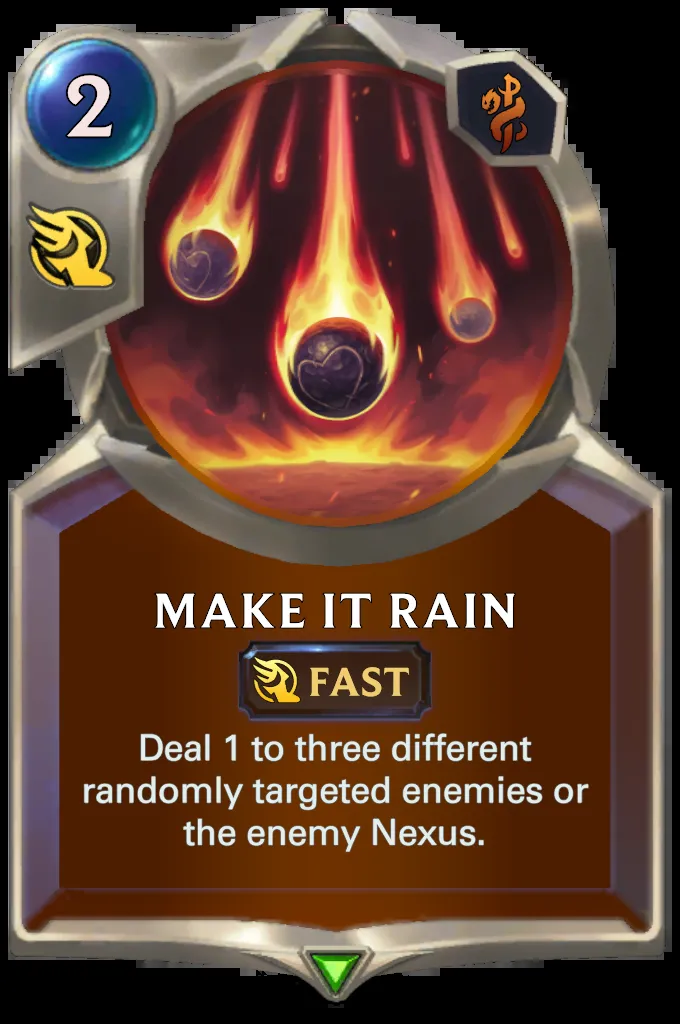 2
MAKE IT RAIN
FAST
Deal 1 to three different
randomly targeted enemies or
the enemy Nexus.